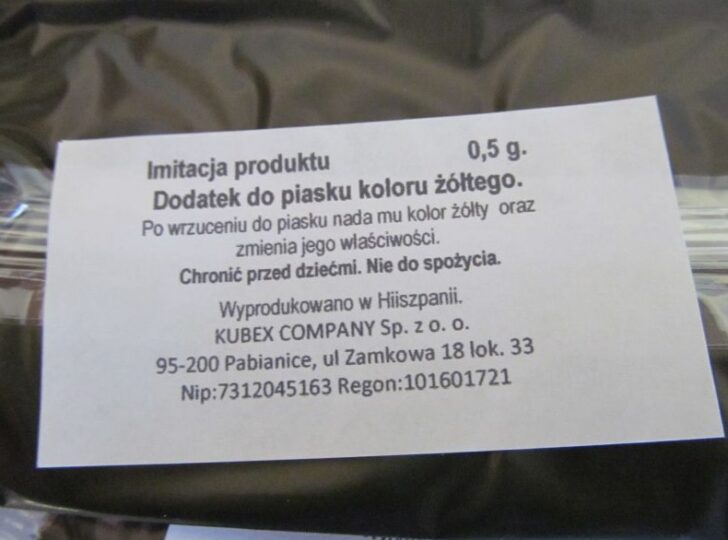 Imitacja produktu 0,5 g.
Dodatek do piasku koloru żółtego.
Po wrzuceniu do piasku nada mu kolor żółty oraz
zmienia jego właściwości.
Chronić przed dziećmi. Nie do spożycia.
Wyprodukowano w Hiiszpanii.
KUBEX COMPANY Sp. z o. o.
95-200 Pabianice, ul Zamkowa 18 lok. 33
Nip:7312045163 Regon:101601721